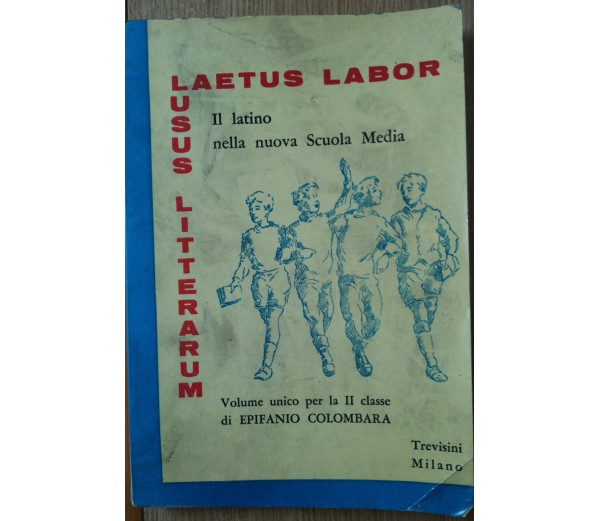 LAETUS LABOR
LUSUS LITTERARUM
Il latino
nella nuova Scuola Media
Volume unico per la II classe
di EPIFANIO COLOMBARA
Trevisini
Milano